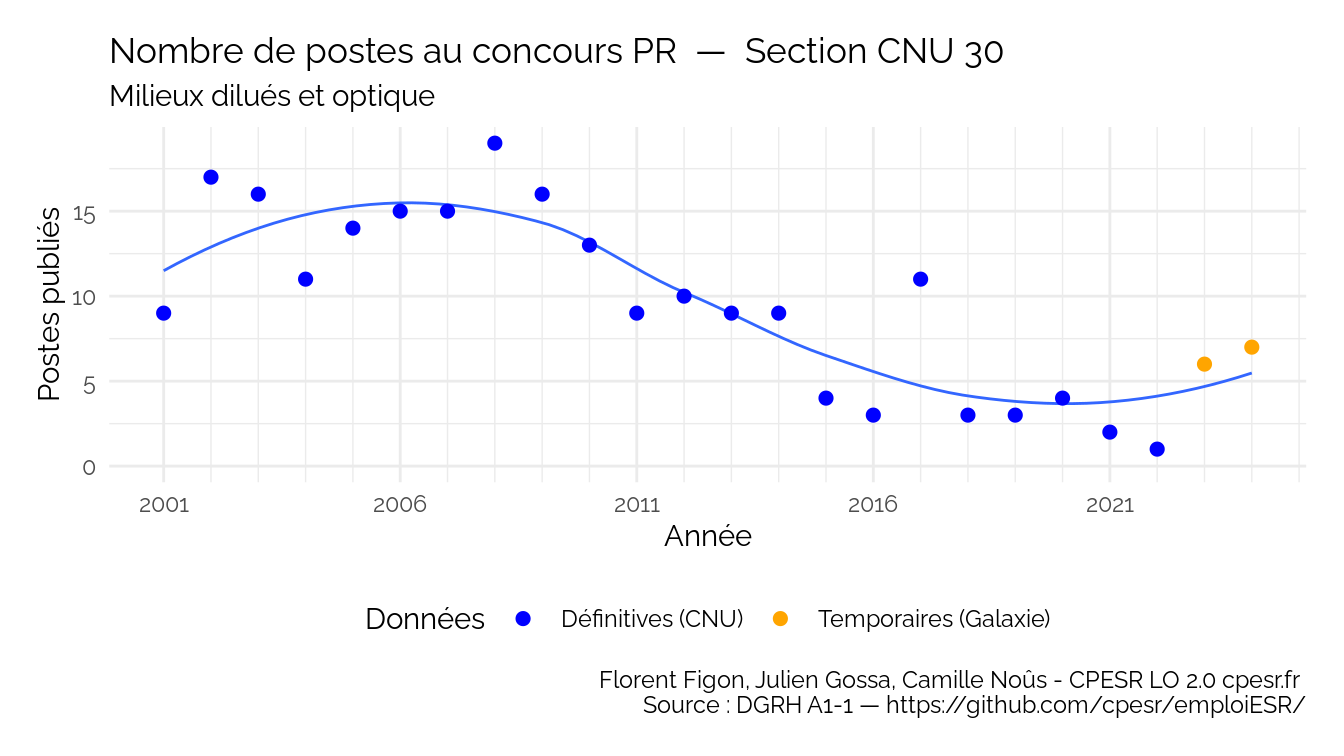 Nombre de postes au concours PR — Section CNU 30
Milieux dilués et optique
Postes publiés
15
10
5
0
2001 2006 2011 2016 2021
Année
Données Définitives (CNU) Temporaires (Galaxie)
Florent Figon, Julien Gossa, Camille Noûs - CPESR LO 2.0 cpesr.fr
Source : DGRH A1-1 — https://github.com/cpesr/emploiESR/